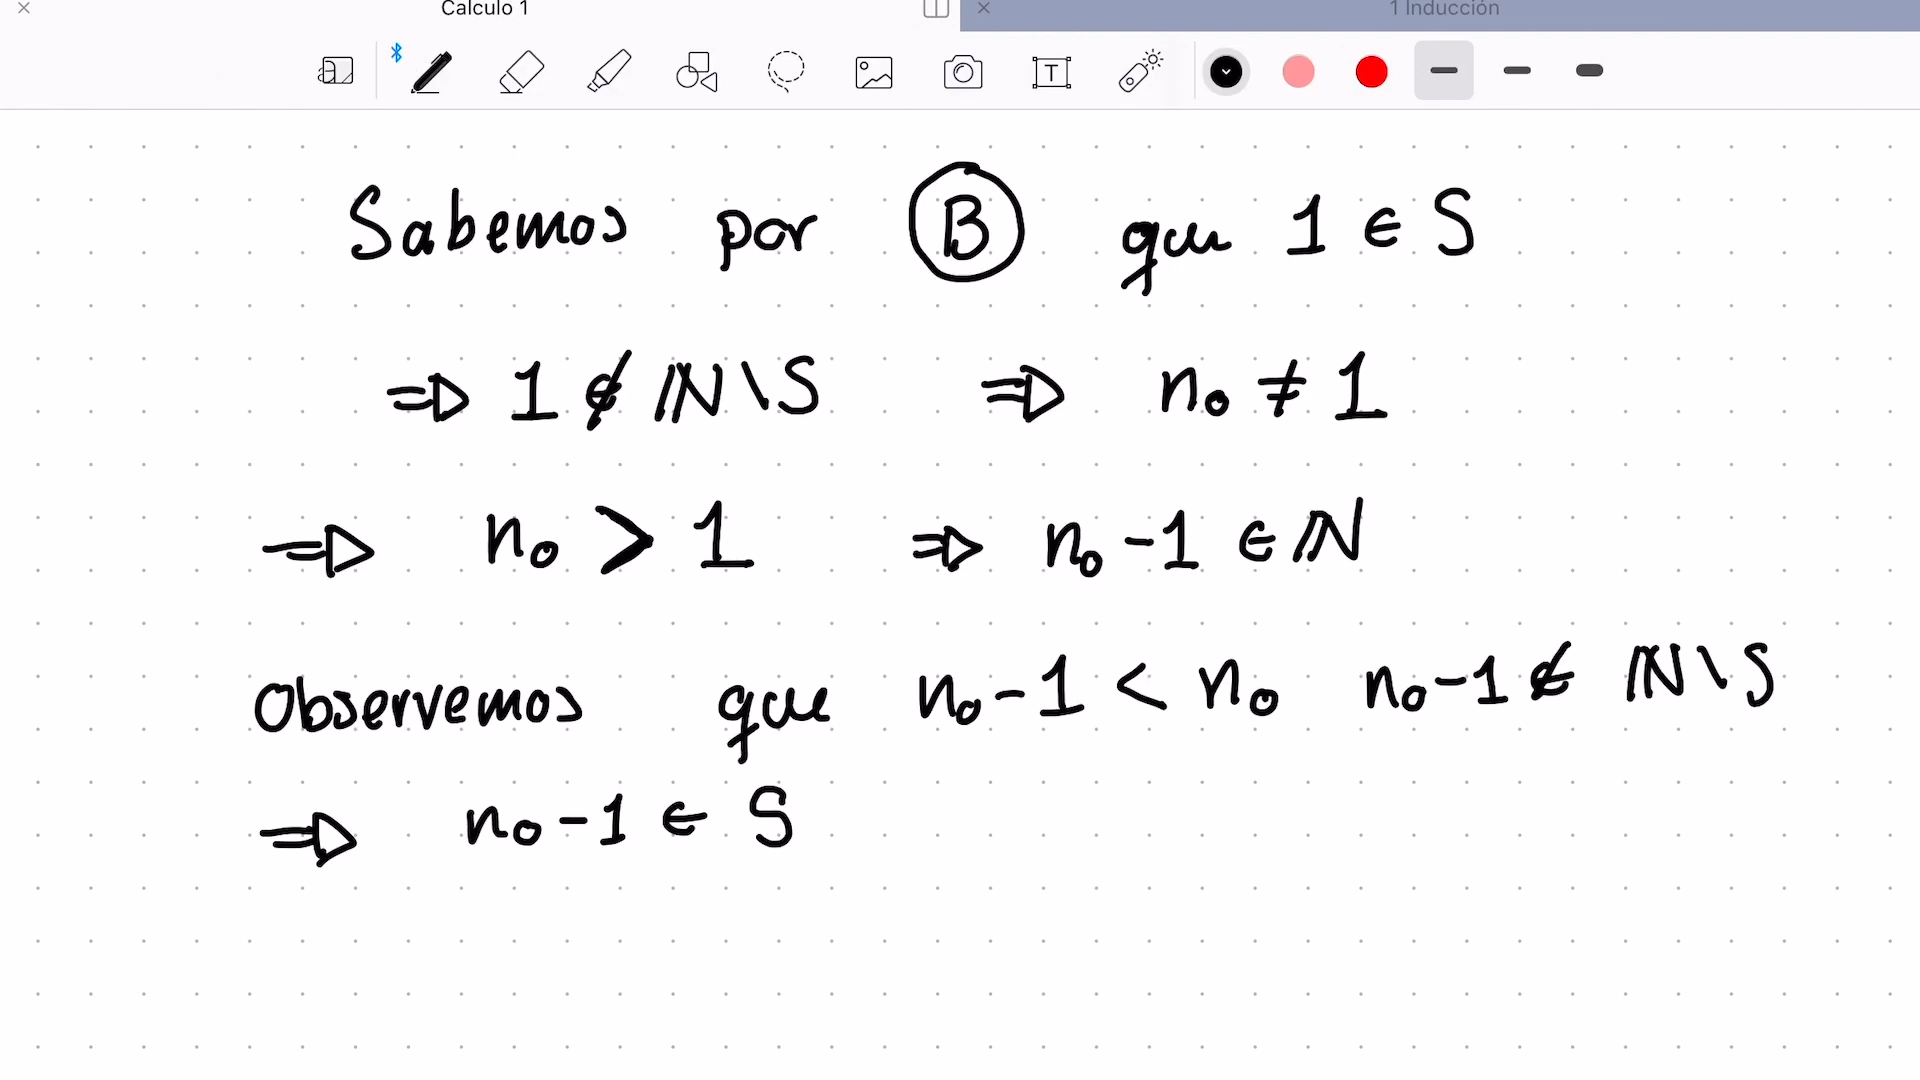 Calculo 1
1 Inducción
Sabemos por Ⓑ que 1 ∈ S
⇒ 1 ∉ ℕ\S ⇒ n₀ ≠ 1
⇒ n₀ > 1 ⇒ n₀-1 ∈ ℕ
Observemos que n₀-1 < n₀ n₀-1 ∉ ℕ\S
⇒ n₀-1 ∈ S